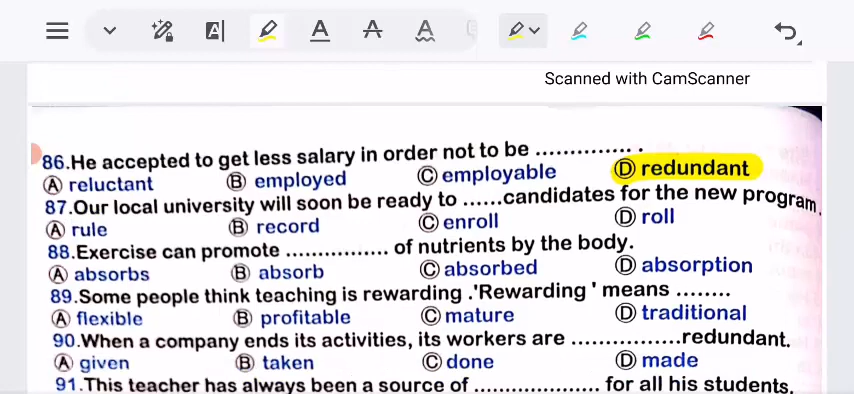 Scanned with CamScanner
86.He accepted to get less salary in order not to be .............. .
Ⓐ reluctant Ⓑ employed Ⓒ employable Ⓓ redundant
87.Our local university will soon be ready to ......candidates for the new program.
Ⓐ rule Ⓑ record Ⓒ enroll Ⓓ roll
88.Exercise can promote ................ of nutrients by the body.
Ⓐ absorbs Ⓑ absorb Ⓒ absorbed Ⓓ absorption
89.Some people think teaching is rewarding .'Rewarding ' means ........
Ⓐ flexible Ⓑ profitable Ⓒ mature Ⓓ traditional
90.When a company ends its activities, its workers are .................redundant.
Ⓐ given Ⓑ taken Ⓒ done Ⓓ made
91.This teacher has always been a source of ................... for all his students.